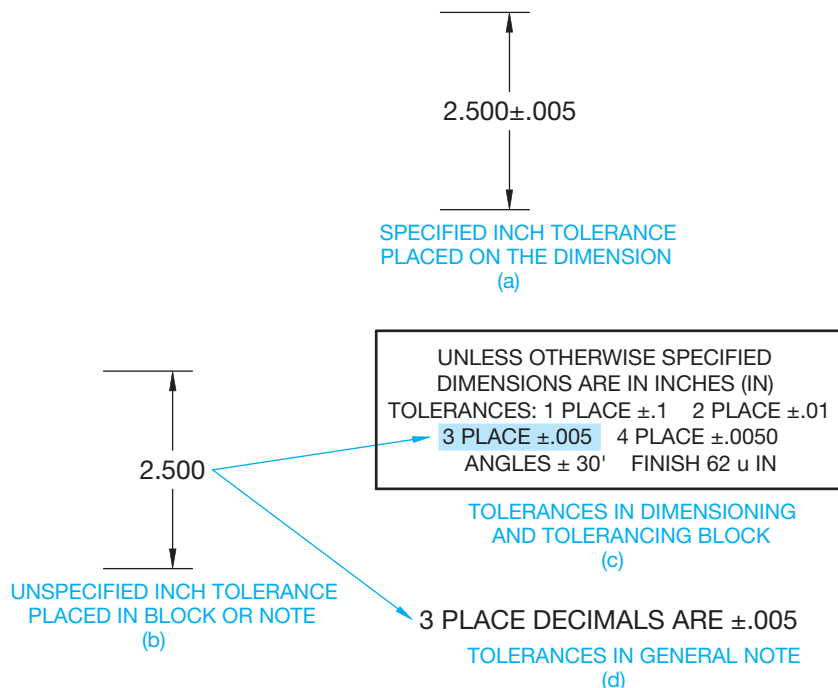 2.500±.005
SPECIFIED INCH TOLERANCE
PLACED ON THE DIMENSION
(a)
2.500
UNSPECIFIED INCH TOLERANCE
PLACED IN BLOCK OR NOTE
(b)
UNLESS OTHERWISE SPECIFIED
DIMENSIONS ARE IN INCHES (IN)
TOLERANCES: 1 PLACE ±.1 2 PLACE ±.01
3 PLACE ±.005 4 PLACE ±.0050
ANGLES ± 30' FINISH 62 u IN
TOLERANCES IN DIMENSIONING
AND TOLERANCING BLOCK
(c)
3 PLACE DECIMALS ARE ±.005
TOLERANCES IN GENERAL NOTE
(d)